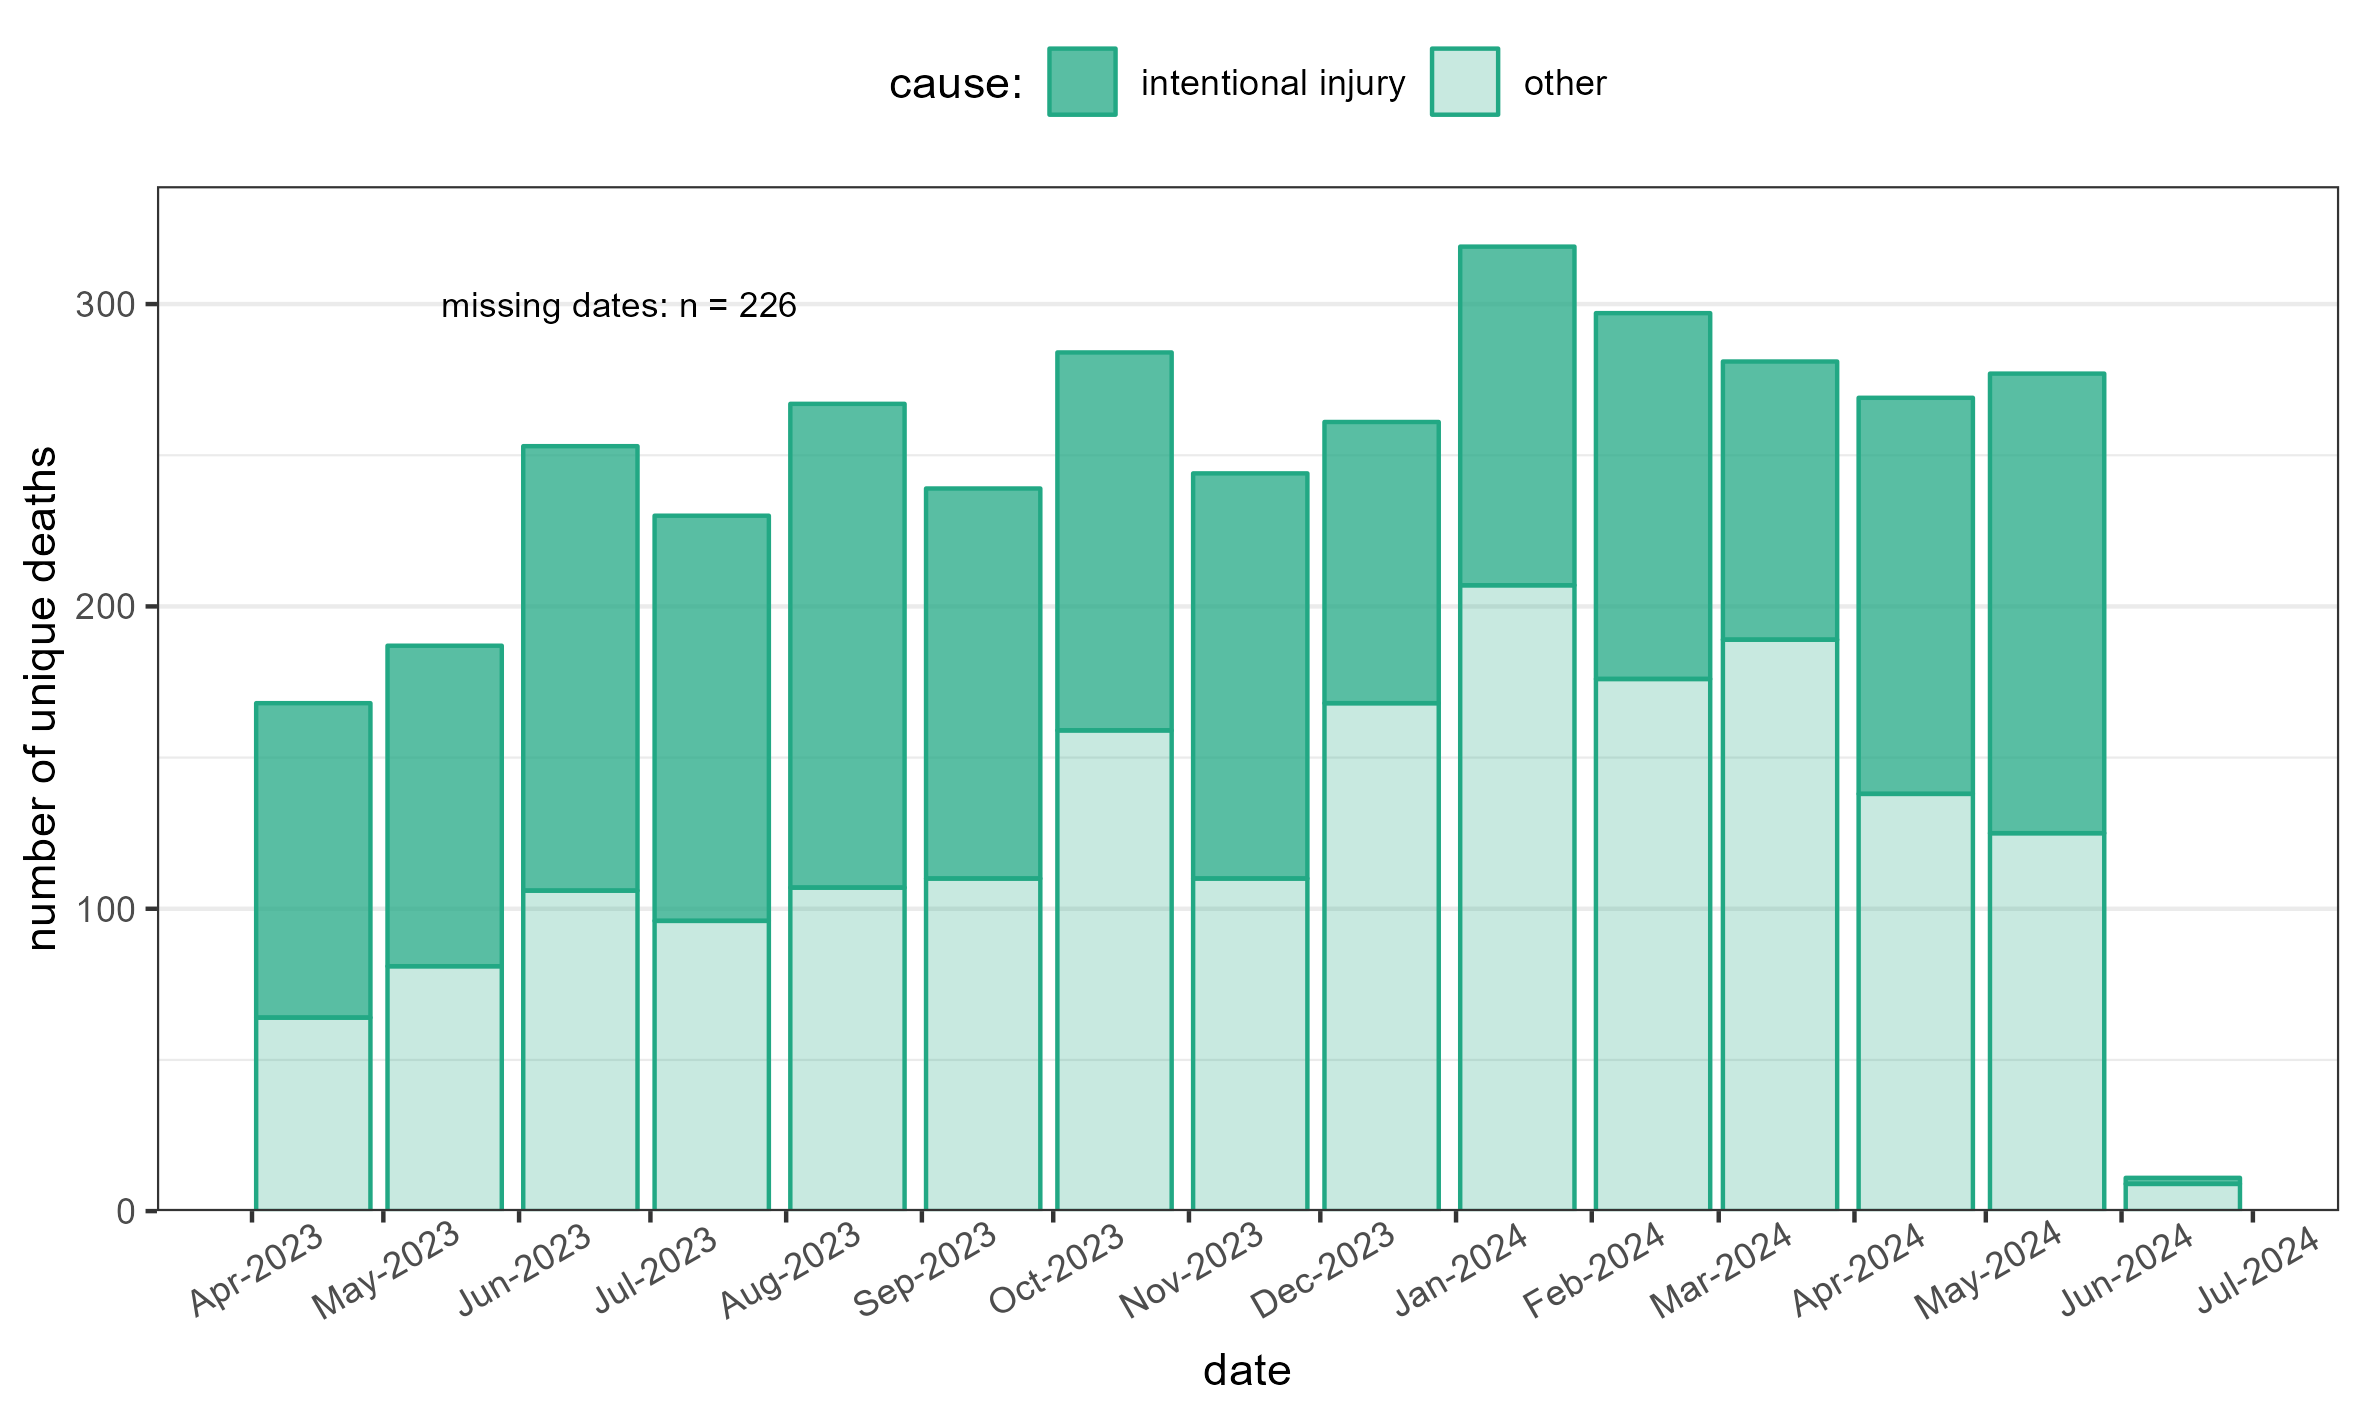 cause: intentional injury other
missing dates: n = 226
number of unique deaths
300
200
100
0
Apr-2023 May-2023 Jun-2023 Jul-2023 Aug-2023 Sep-2023 Oct-2023 Nov-2023 Dec-2023 Jan-2024 Feb-2024 Mar-2024 Apr-2024 May-2024 Jun-2024 Jul-2024
date